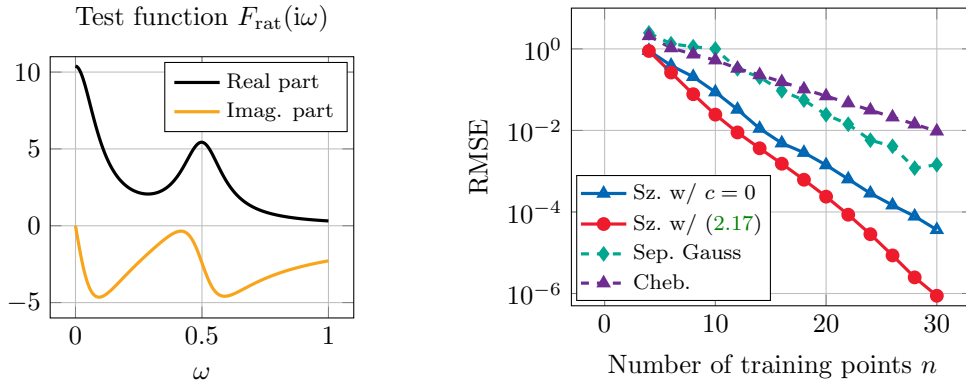 Test function F_rat(iω)
10
5
0
−5
Real part
Imag. part
0
0.5
1
ω
RMSE
10^0
10^−2
10^−4
10^−6
Sz. w/ c = 0
Sz. w/ (2.17)
Sep. Gauss
Cheb.
0
10
20
30
Number of training points n